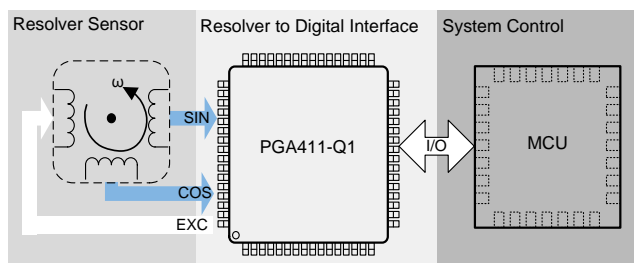 Resolver Sensor
Resolver to Digital Interface
System Control
ω
SIN
PGA411-Q1
I/O
MCU
COS
EXC